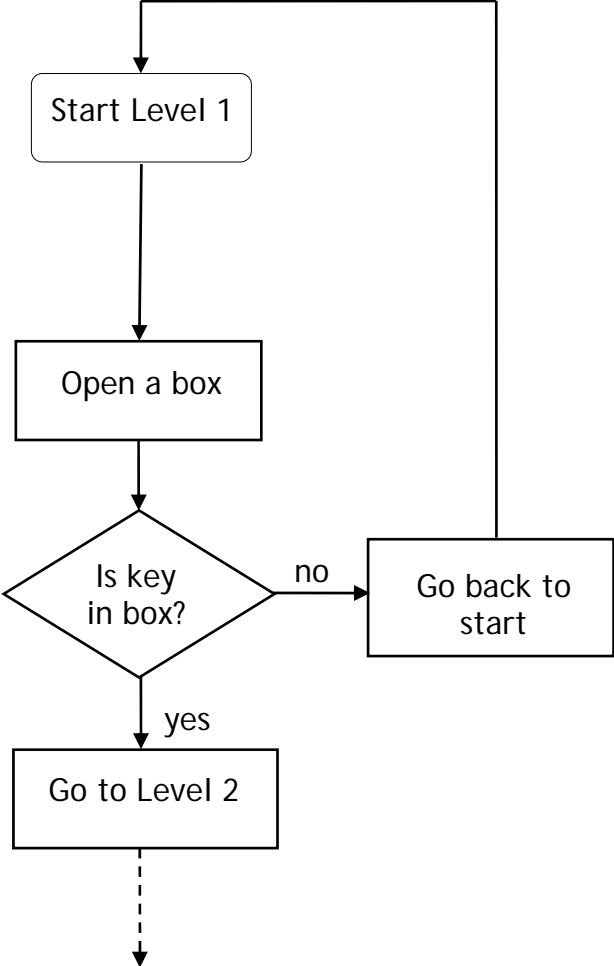 Start Level 1
Open a box
Is key
in box?
no
Go back to
start
yes
Go to Level 2